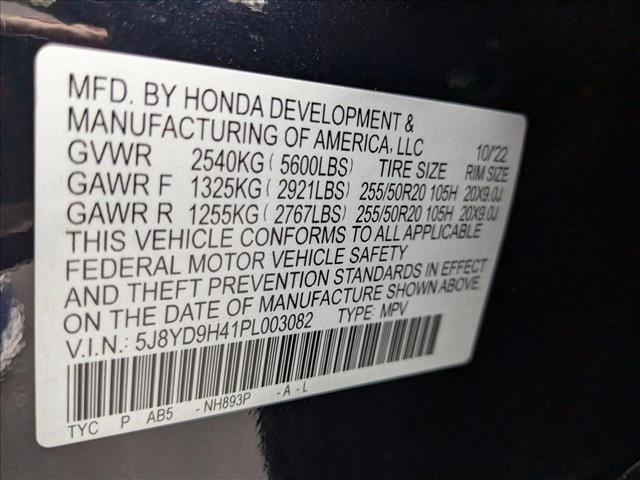 MFD. BY HONDA DEVELOPMENT &
MANUFACTURING OF AMERICA, LLC 10/'22
GVWR 2540KG (5600LBS) TIRE SIZE RIM SIZE
GAWR F 1325KG (2921LBS) 255/50R20 105H 20X9.0J
GAWR R 1255KG (2767LBS) 255/50R20 105H 20X9.0J
THIS VEHICLE CONFORMS TO ALL APPLICABLE
FEDERAL MOTOR VEHICLE SAFETY
AND THEFT PREVENTION STANDARDS IN EFFECT
ON THE DATE OF MANUFACTURE SHOWN ABOVE.
V.I.N.: 5J8YD9H41PL003082 TYPE: MPV
TYC P AB5 - NH893P - A - L